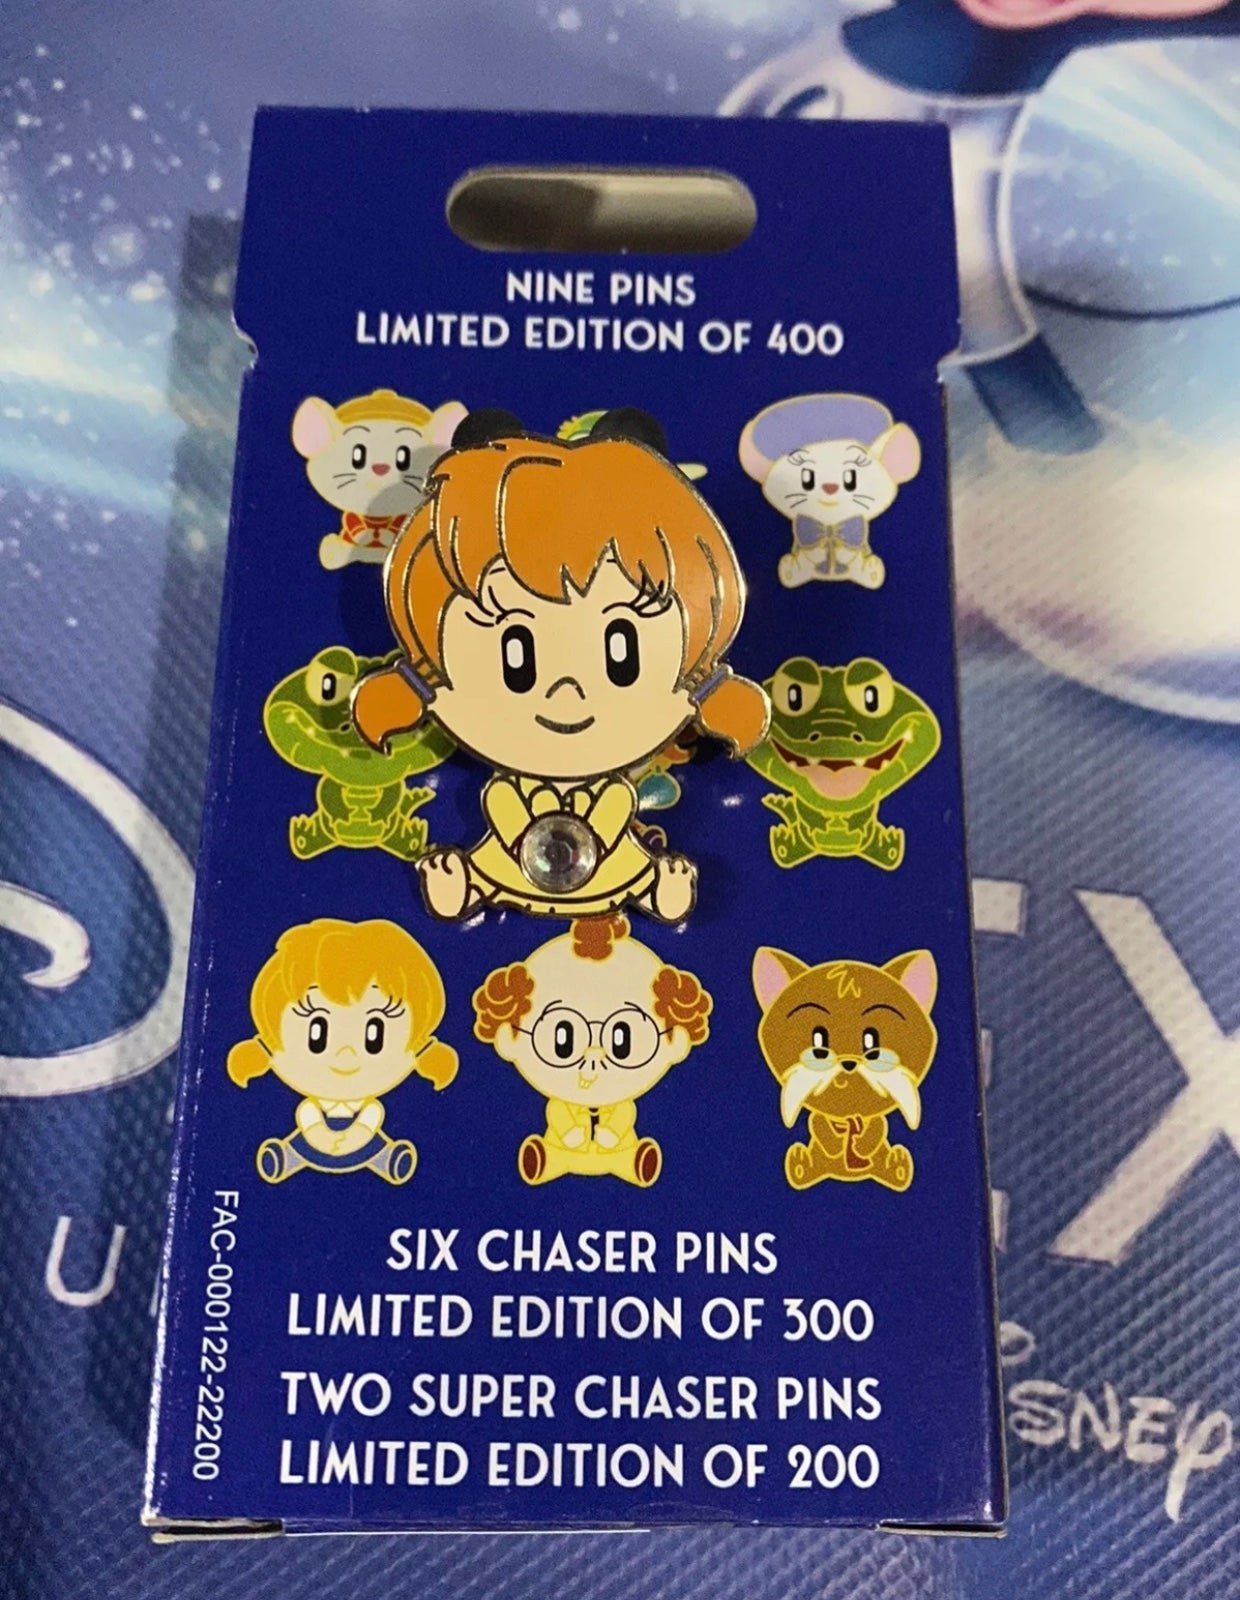 NINE PINS
LIMITED EDITION OF 400
SIX CHASER PINS
LIMITED EDITION OF 300
TWO SUPER CHASER PINS
LIMITED EDITION OF 200
FAC-000122-22200